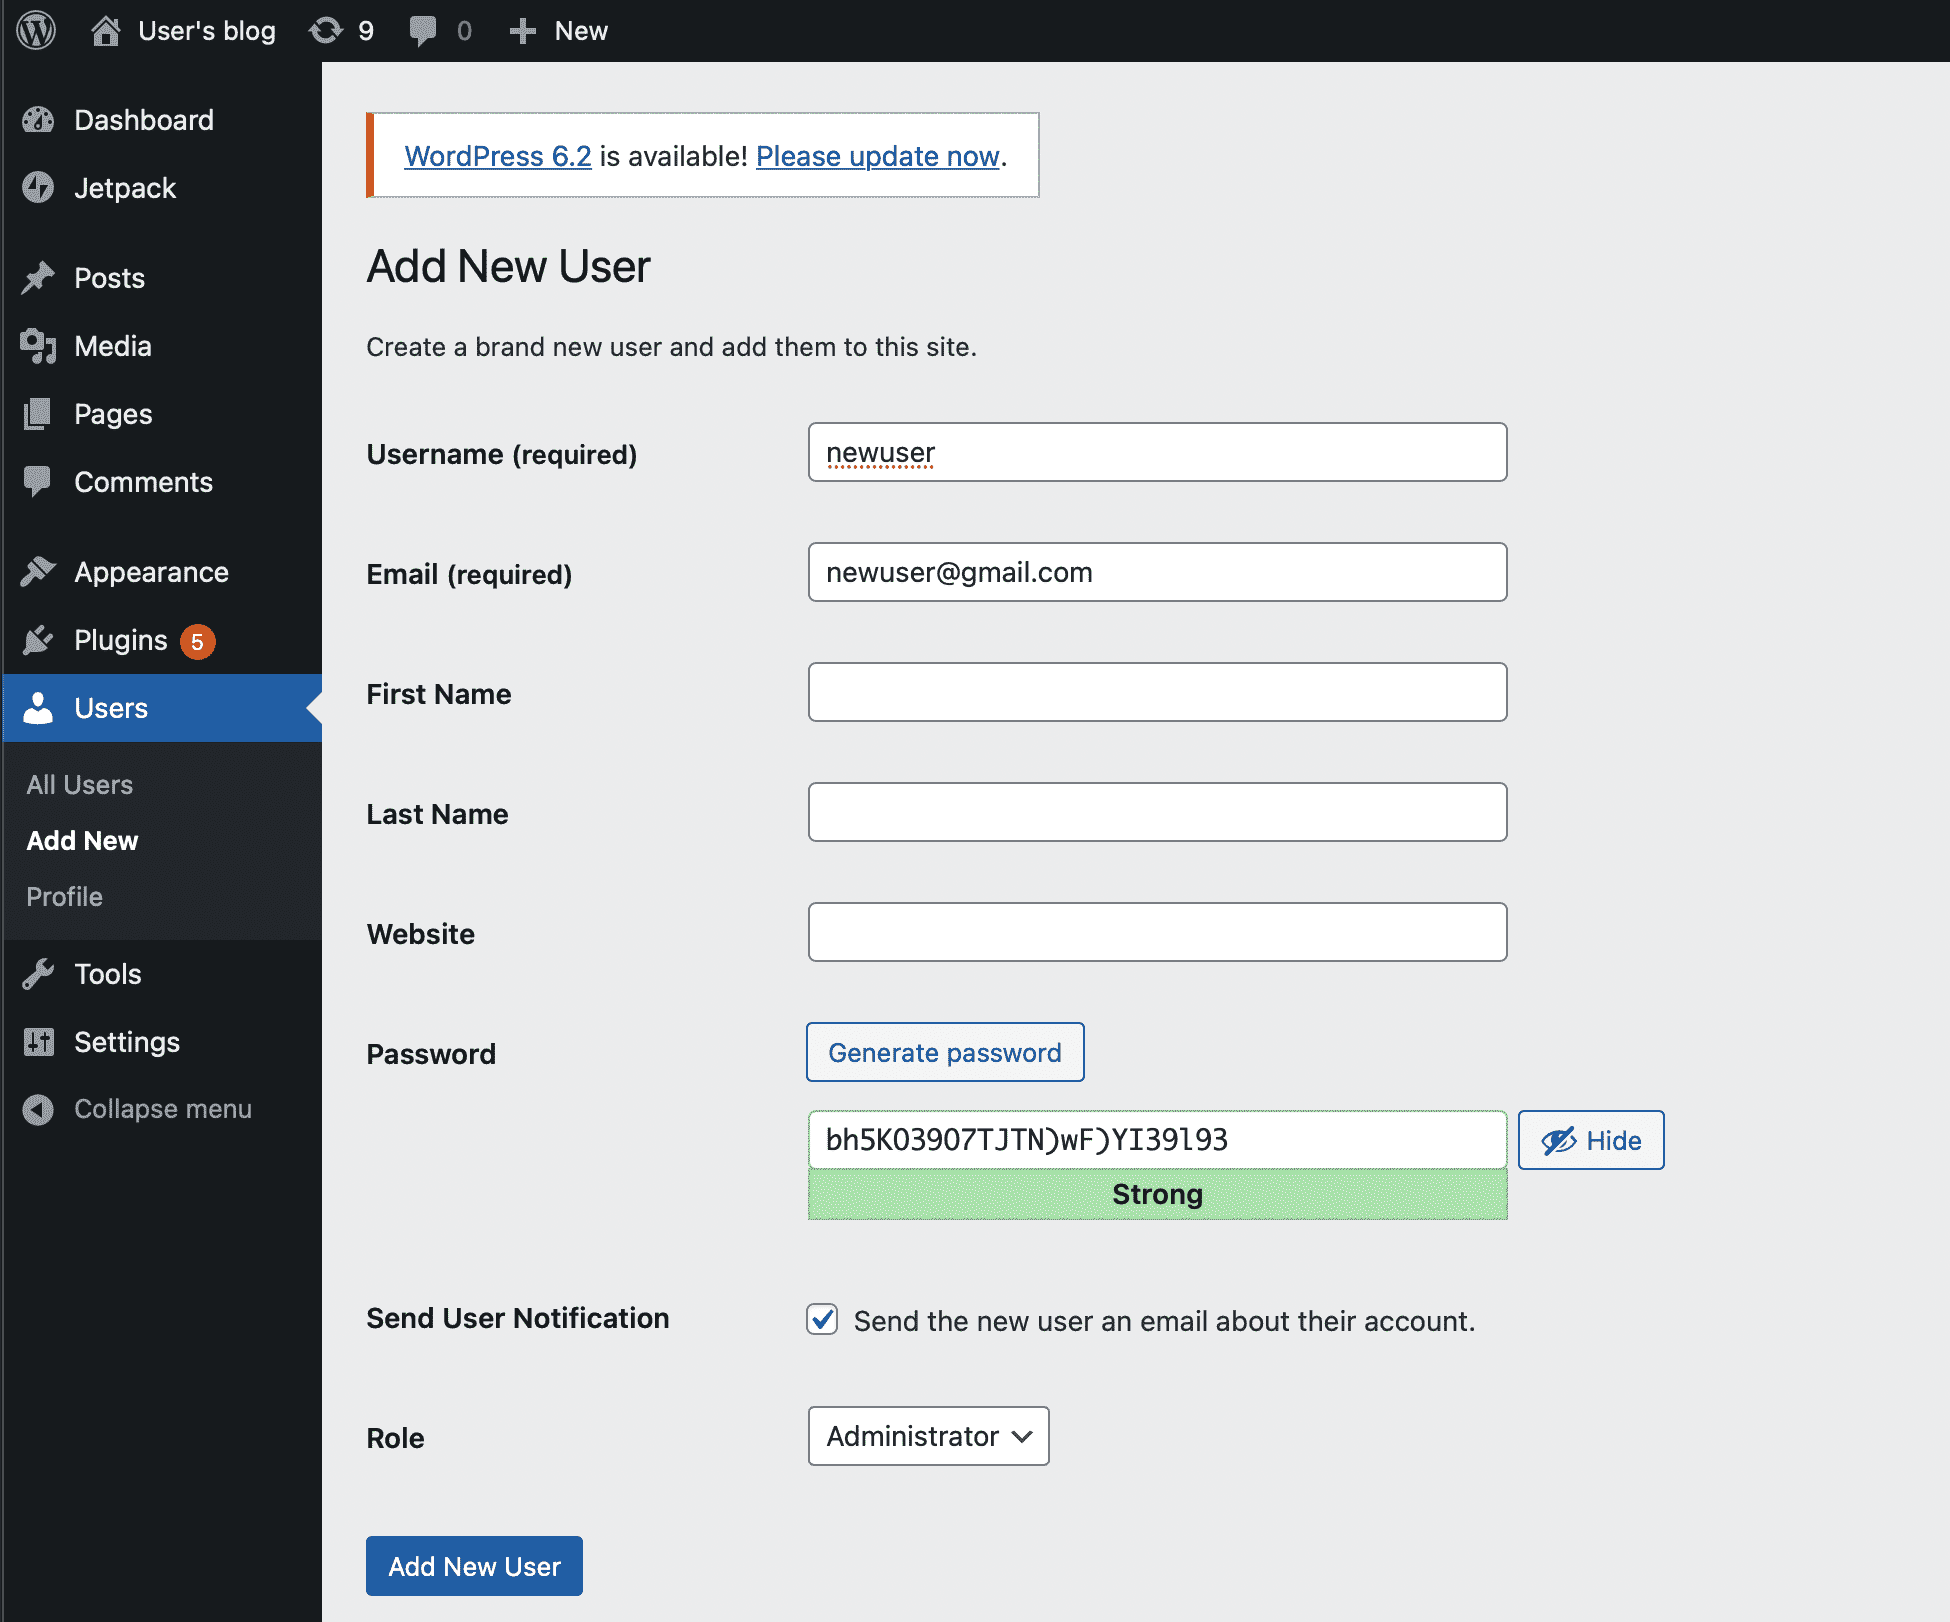 User's blog 9 0 New
Dashboard
Jetpack
Posts
Media
Pages
Comments
Appearance
Plugins 5
Users
All Users
Add New
Profile
Tools
Settings
Collapse menu
WordPress 6.2 is available! Please update now.
Add New User
Create a brand new user and add them to this site.
Username (required) newuser
Email (required) newuser@gmail.com
First Name
Last Name
Website
Password Generate password
bh5KO39O7TJTN)wF)YI39l93 Hide
Strong
Send User Notification Send the new user an email about their account.
Role Administrator
Add New User